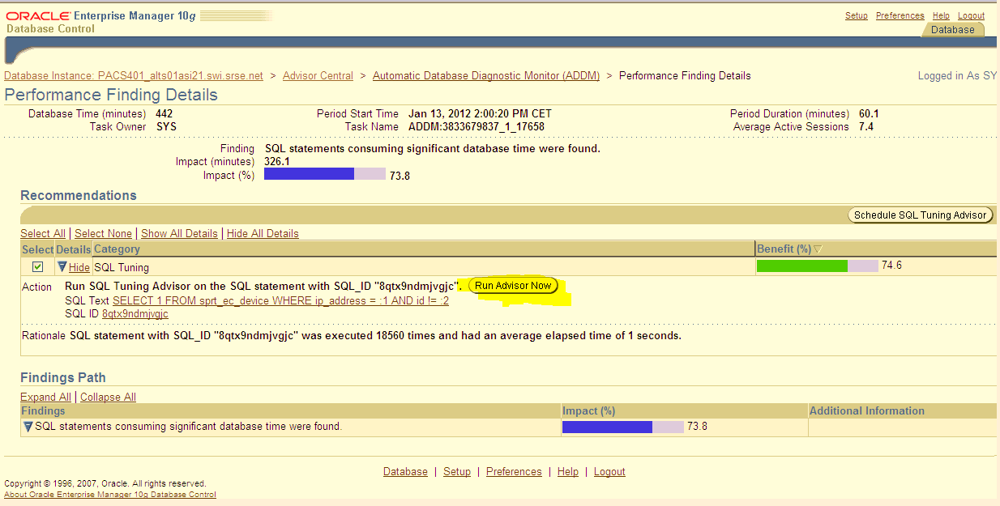 ORACLE Enterprise Manager 10g
Database Control
Setup Preferences Help Logout
Database
Database Instance: PACS401_alts01asi21.swi.srse.net > Advisor Central > Automatic Database Diagnostic Monitor (ADDM) > Performance Finding Details Logged in As SY
Performance Finding Details
Database Time (minutes) 442 Period Start Time Jan 13, 2012 2:00:20 PM CET Period Duration (minutes) 60.1
Task Owner SYS Task Name ADDM:3833679837_1_17658 Average Active Sessions 7.4
Finding SQL statements consuming significant database time were found.
Impact (minutes) 326.1
Impact (%) 73.8
Recommendations
Schedule SQL Tuning Advisor
Select All | Select None | Show All Details | Hide All Details
Select Details Category Benefit (%)
Hide SQL Tuning 74.6
Action Run SQL Tuning Advisor on the SQL statement with SQL_ID "8qtx9ndmjvgjc". Run Advisor Now
SQL Text SELECT 1 FROM sprt_ec_device WHERE ip_address = :1 AND id != :2
SQL ID 8qtx9ndmjvgjc
Rationale SQL statement with SQL_ID "8qtx9ndmjvgjc" was executed 18560 times and had an average elapsed time of 1 seconds.
Findings Path
Expand All | Collapse All
Findings Impact (%) Additional Information
SQL statements consuming significant database time were found. 73.8
Database | Setup | Preferences | Help | Logout
Copyright © 1996, 2007, Oracle. All rights reserved.
About Oracle Enterprise Manager 10g Database Control